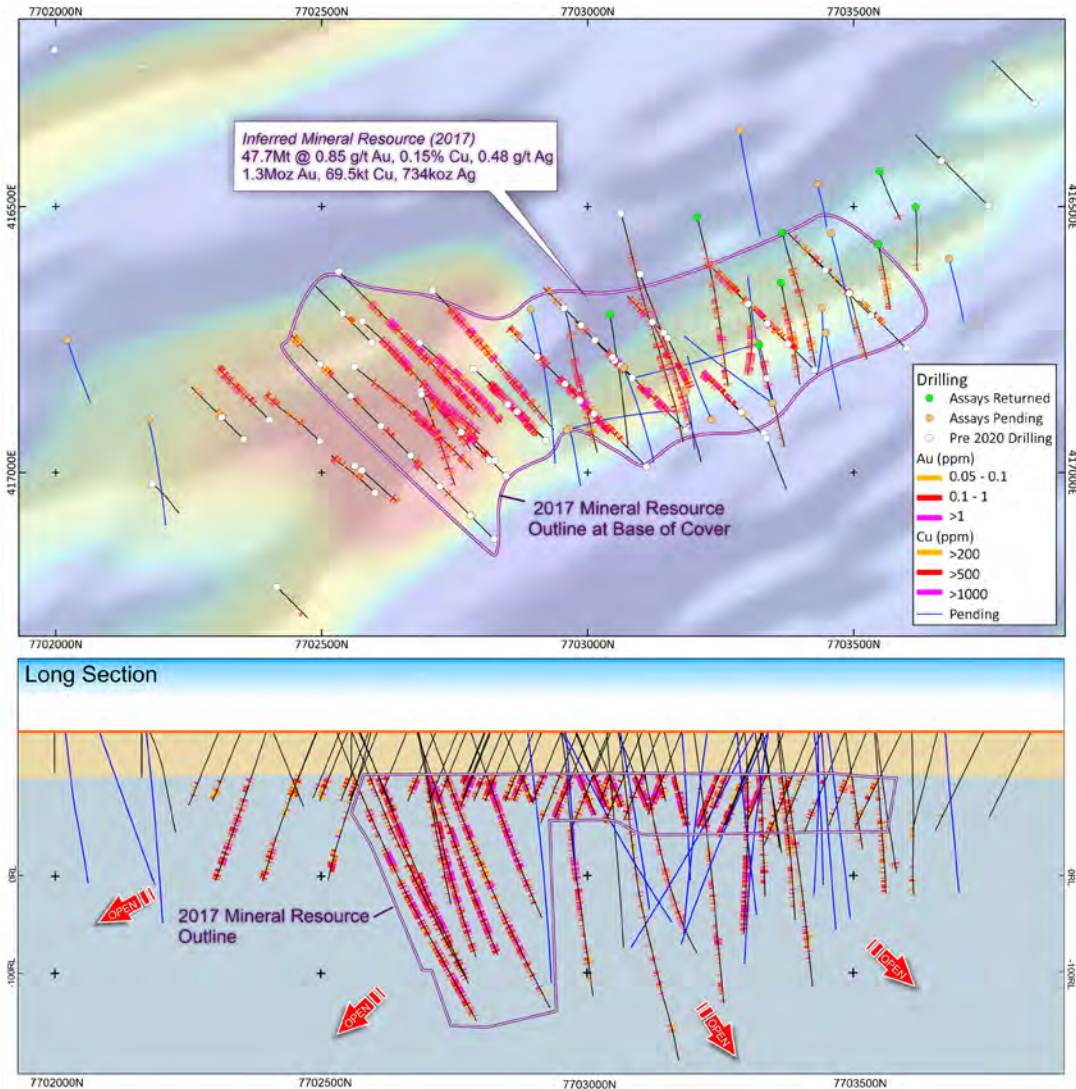 7702000N 7702500N 7703000N 7703500N
Inferred Mineral Resource (2017)
47.7Mt @ 0.85 g/t Au, 0.15% Cu, 0.48 g/t Ag
1.3Moz Au, 69.5kt Cu, 734koz Ag
416500E
416500E
417000E
417000E
2017 Mineral Resource
Outline at Base of Cover
Drilling
Assays Returned
Assays Pending
Pre 2020 Drilling
Au (ppm)
0.05 - 0.1
0.1 - 1
>1
Cu (ppm)
>200
>500
>1000
Pending
7702000N 7702500N 7703000N 7703500N
Long Section
0RL
0RL
OPEN
2017 Mineral Resource
Outline
-100RL
-100RL
OPEN
OPEN
OPEN
7702000N 7702500N 7703000N 7703500N